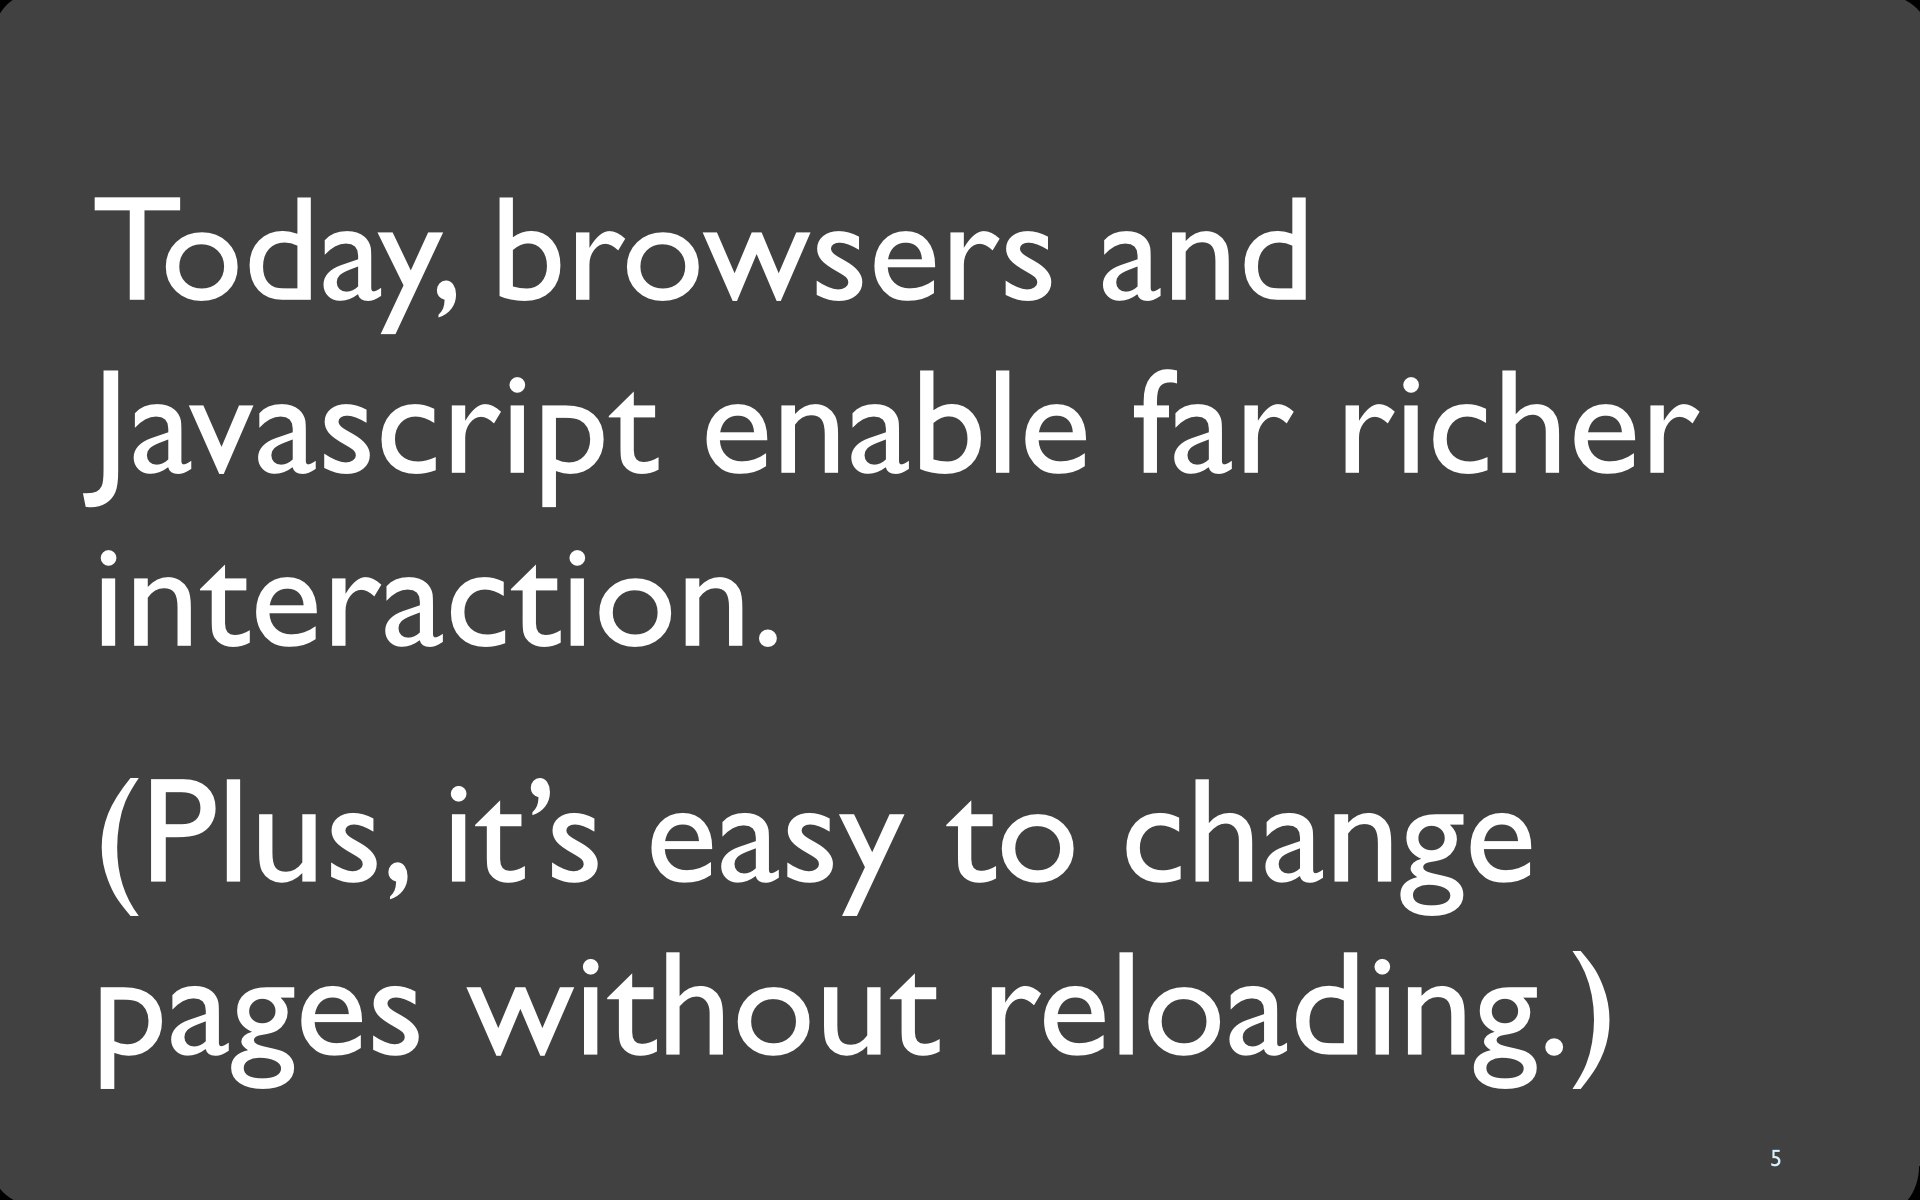 Today, browsers and
Javascript enable far richer
interaction.
(Plus, it’s easy to change
pages without reloading.)
5